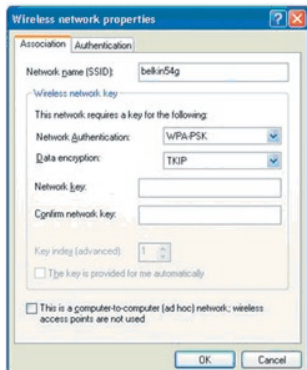 Wireless network properties
Association Authentication
Network name (SSID): belkin54g
Wireless network key
This network requires a key for the following:
Network Authentication: WPA-PSK
Data encryption: TKIP
Network key:
Confirm network key:
Key index (advanced): 1
The key is provided for me automatically
This is a computer-to-computer (ad hoc) network; wireless
access points are not used
OK Cancel